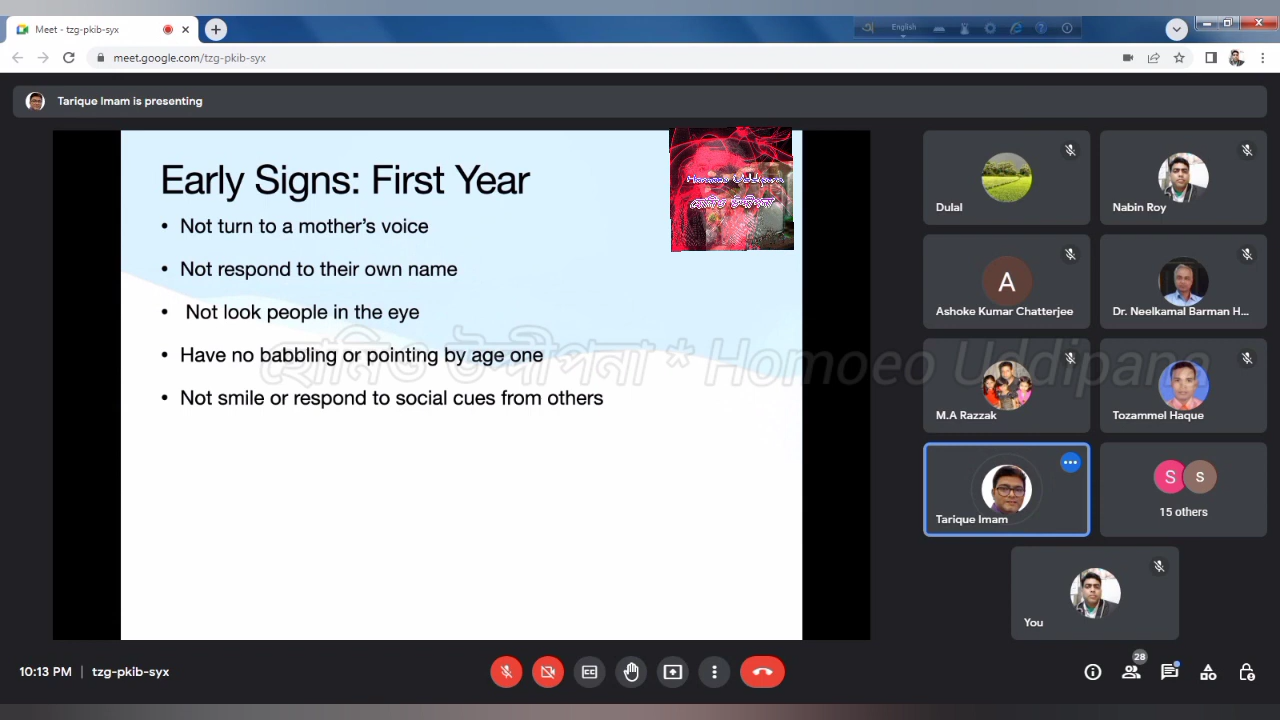 Meet - tzg-pkib-syx
English
meet.google.com/tzg-pkib-syx
Tarique Imam is presenting
Early Signs: First Year
• Not turn to a mother's voice
• Not respond to their own name
• Not look people in the eye
• Have no babbling or pointing by age one
• Not smile or respond to social cues from others
Homoeo Uddipana
হোমিও উদ্দীপনা
হোমিও উদ্দীপনা * Homoeo Uddipana
Dulal
Nabin Roy
A
Ashoke Kumar Chatterjee
Dr. Neelkamal Barman H...
M.A Razzak
Tozammel Haque
Tarique Imam
S
s
15 others
You
10:13 PM | tzg-pkib-syx
28